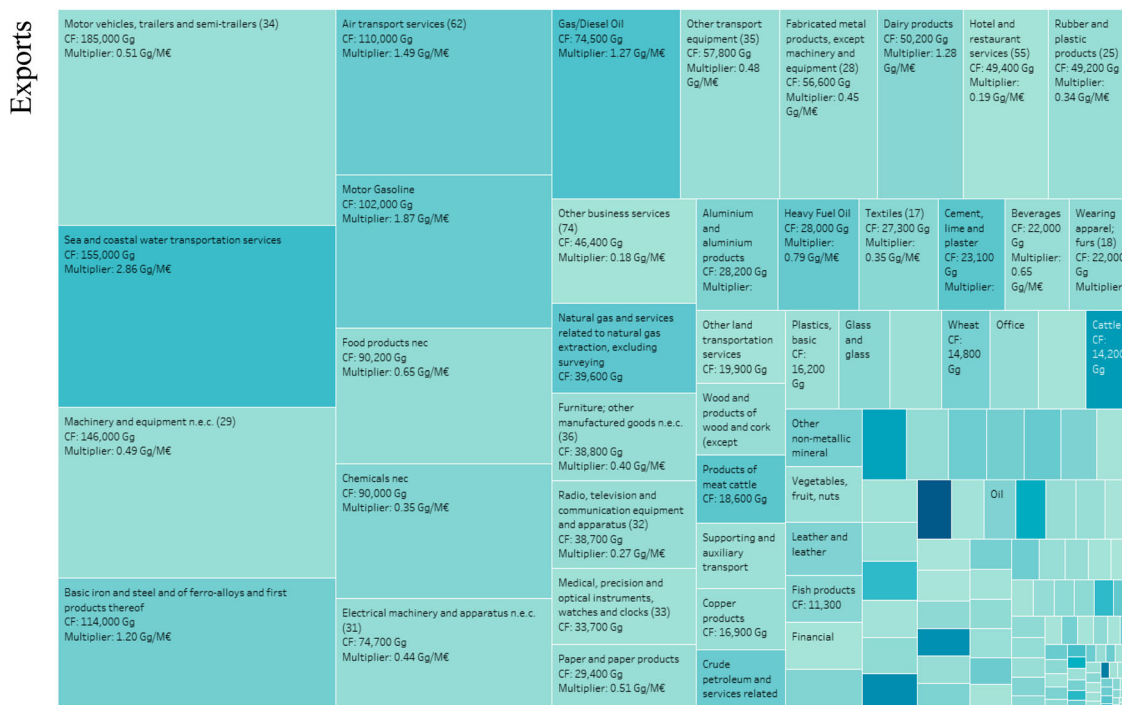 Exports
Motor vehicles, trailers and semi-trailers (34)
CF: 185,000 Gg
Multiplier: 0.51 Gg/M€
Sea and coastal water transportation services
CF: 155,000 Gg
Multiplier: 2.86 Gg/M€
Machinery and equipment n.e.c. (29)
CF: 146,000 Gg
Multiplier: 0.49 Gg/M€
Basic iron and steel and of ferro-alloys and first
products thereof
CF: 114,000 Gg
Multiplier: 1.20 Gg/M€
Air transport services (62)
CF: 110,000 Gg
Multiplier: 1.49 Gg/M€
Motor Gasoline
CF: 102,000 Gg
Multiplier: 1.87 Gg/M€
Food products nec
CF: 90,200 Gg
Multiplier: 0.65 Gg/M€
Chemicals nec
CF: 90,000 Gg
Multiplier: 0.35 Gg/M€
Electrical machinery and apparatus n.e.c.
(31)
CF: 74,700 Gg
Multiplier: 0.44 Gg/M€
Gas/Diesel Oil
CF: 74,500 Gg
Multiplier: 1.27 Gg/M€
Other transport
equipment (35)
CF: 57,800 Gg
Multiplier: 0.48
Gg/M€
Fabricated metal
products, except
machinery and
equipment (28)
CF: 56,600 Gg
Multiplier: 0.45
Gg/M€
Dairy products
CF: 50,200 Gg
Multiplier: 1.28
Gg/M€
Hotel and
restaurant
services (55)
CF: 49,400 Gg
Multiplier:
0.19 Gg/M€
Rubber and
plastic
products (25)
CF: 49,200 Gg
Multiplier:
0.34 Gg/M€
Other business services
(74)
CF: 46,400 Gg
Multiplier: 0.18 Gg/M€
Natural gas and services
related to natural gas
extraction, excluding
surveying
CF: 39,600 Gg
Furniture; other
manufactured goods n.e.c.
(36)
CF: 38,800 Gg
Multiplier: 0.40 Gg/M€
Radio, television and
communication equipment
and apparatus (32)
CF: 38,700 Gg
Multiplier: 0.27 Gg/M€
Medical, precision and
optical instruments,
watches and clocks (33)
CF: 33,700 Gg
Paper and paper products
CF: 29,400 Gg
Multiplier: 0.51 Gg/M€
Aluminium
and
aluminium
products
CF: 28,200 Gg
Multiplier:
Heavy Fuel Oil
CF: 28,000 Gg
Multiplier:
0.79 Gg/M€
Textiles (17)
CF: 27,300 Gg
Multiplier:
0.35 Gg/M€
Cement,
lime and
plaster
CF: 23,100
Gg
Multiplier:
Beverages
CF: 22,000
Gg
Multiplier:
0.65
Gg/M€
Wearing
apparel;
furs (18)
CF: 22,000
Gg
Multiplier
Other land
transportation
services
CF: 19,900 Gg
Wood and
products of
wood and cork
(except
Products of
meat cattle
CF: 18,600 Gg
Supporting and
auxiliary
transport
Copper
products
CF: 16,900 Gg
Crude
petroleum and
services related
Plastics,
basic
CF:
16,200
Gg
Glass
and
glass
Wheat
CF:
14,800
Gg
Office
Cattle
CF:
14,200
Gg
Other
non-metallic
mineral
Vegetables,
fruit, nuts
Leather and
leather
Fish products
CF: 11,300
Financial
Oil